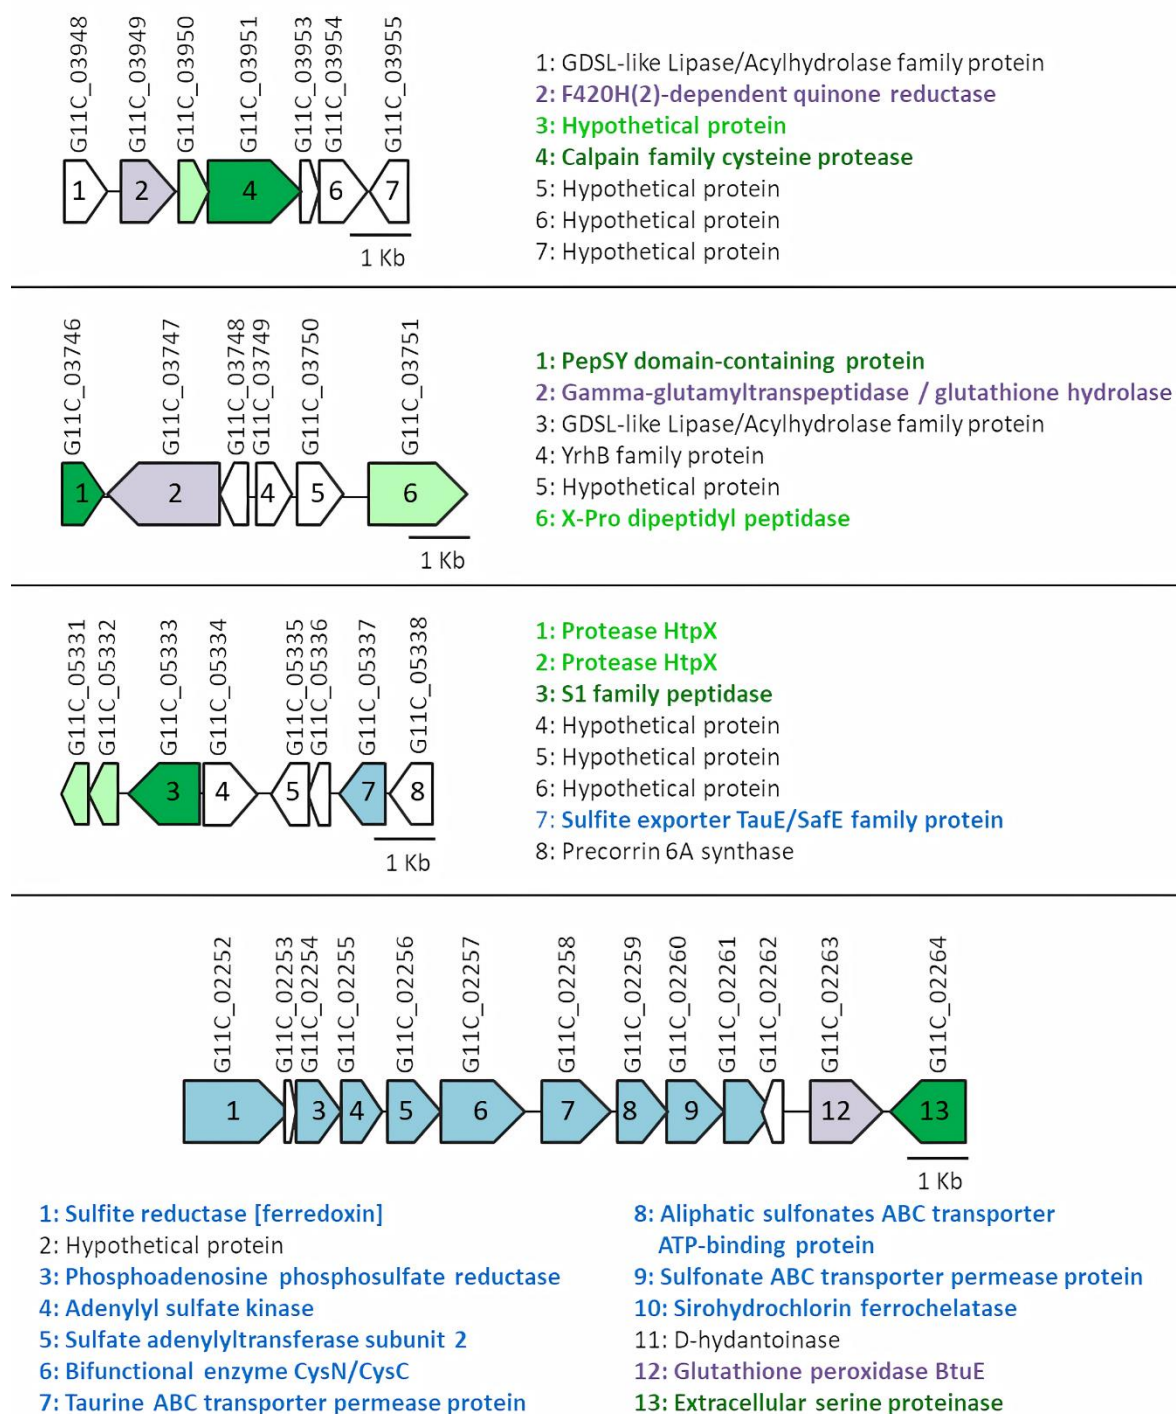 G11C_03948
G11C_03949
G11C_03950
G11C_03951
G11C_03953
G11C_03954
G11C_03955
1
2
4
6
7
1 Kb
1: GDSL-like Lipase/Acylhydrolase family protein
2: F420H(2)-dependent quinone reductase
3: Hypothetical protein
4: Calpain family cysteine protease
5: Hypothetical protein
6: Hypothetical protein
7: Hypothetical protein
G11C_03746
G11C_03747
G11C_03748
G11C_03749
G11C_03750
G11C_03751
1
2
4
5
6
1 Kb
1: PepSY domain-containing protein
2: Gamma-glutamyltranspeptidase / glutathione hydrolase
3: GDSL-like Lipase/Acylhydrolase family protein
4: YrhB family protein
5: Hypothetical protein
6: X-Pro dipeptidyl peptidase
G11C_05331
G11C_05332
G11C_05333
G11C_05334
G11C_05335
G11C_05336
G11C_05337
G11C_05338
3
4
5
7
8
1 Kb
1: Protease HtpX
2: Protease HtpX
3: S1 family peptidase
4: Hypothetical protein
5: Hypothetical protein
6: Hypothetical protein
7: Sulfite exporter TauE/SafE family protein
8: Precorrin 6A synthase
G11C_02252
G11C_02253
G11C_02254
G11C_02255
G11C_02256
G11C_02257
G11C_02258
G11C_02259
G11C_02260
G11C_02261
G11C_02262
G11C_02263
G11C_02264
1
3
4
5
6
7
8
9
12
13
1 Kb
1: Sulfite reductase [ferredoxin]
2: Hypothetical protein
3: Phosphoadenosine phosphosulfate reductase
4: Adenylyl sulfate kinase
5: Sulfate adenylyltransferase subunit 2
6: Bifunctional enzyme CysN/CysC
7: Taurine ABC transporter permease protein
8: Aliphatic sulfonates ABC transporter
ATP-binding protein
9: Sulfonate ABC transporter permease protein
10: Sirohydrochlorin ferrochelatase
11: D-hydantoinase
12: Glutathione peroxidase BtuE
13: Extracellular serine proteinase